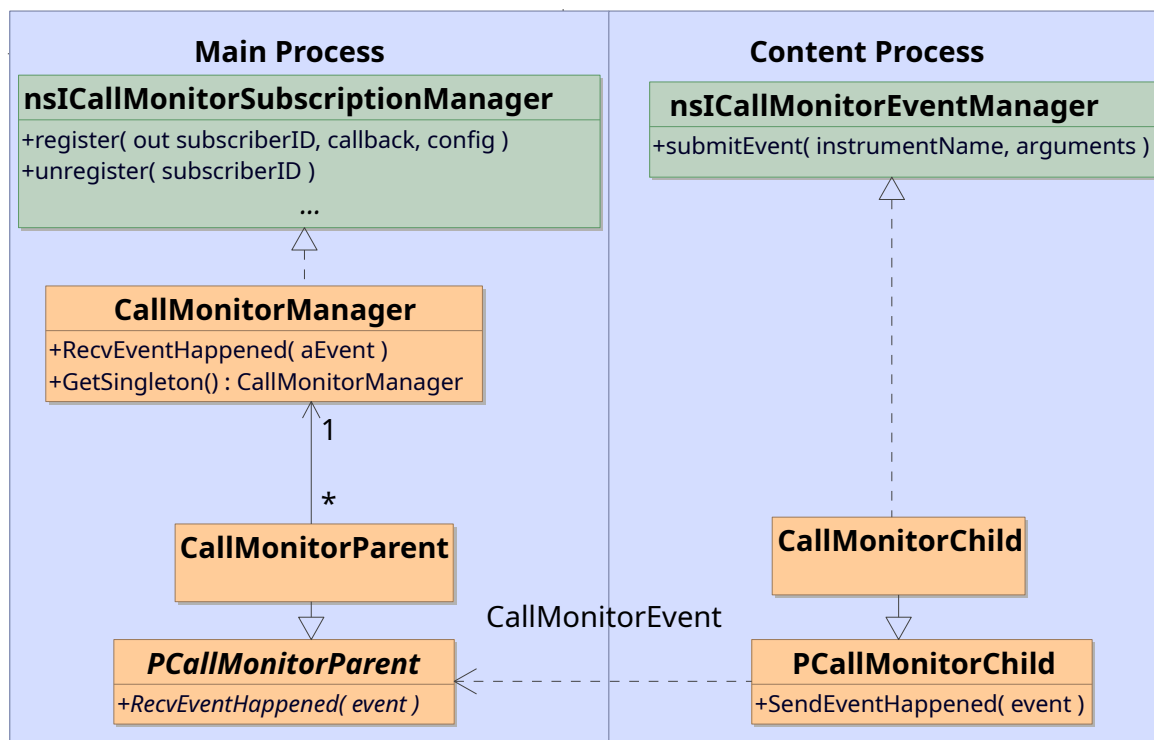 Main Process
nsICallMonitorSubscriptionManager
+register( out subscriberID, callback, config )
+unregister( subscriberID )
...
CallMonitorManager
+RecvEventHappened( aEvent )
+GetSingleton() : CallMonitorManager
1
*
CallMonitorParent
PCallMonitorParent
+RecvEventHappened( event )
CallMonitorEvent
Content Process
nsICallMonitorEventManager
+submitEvent( instrumentName, arguments )
CallMonitorChild
PCallMonitorChild
+SendEventHappened( event )